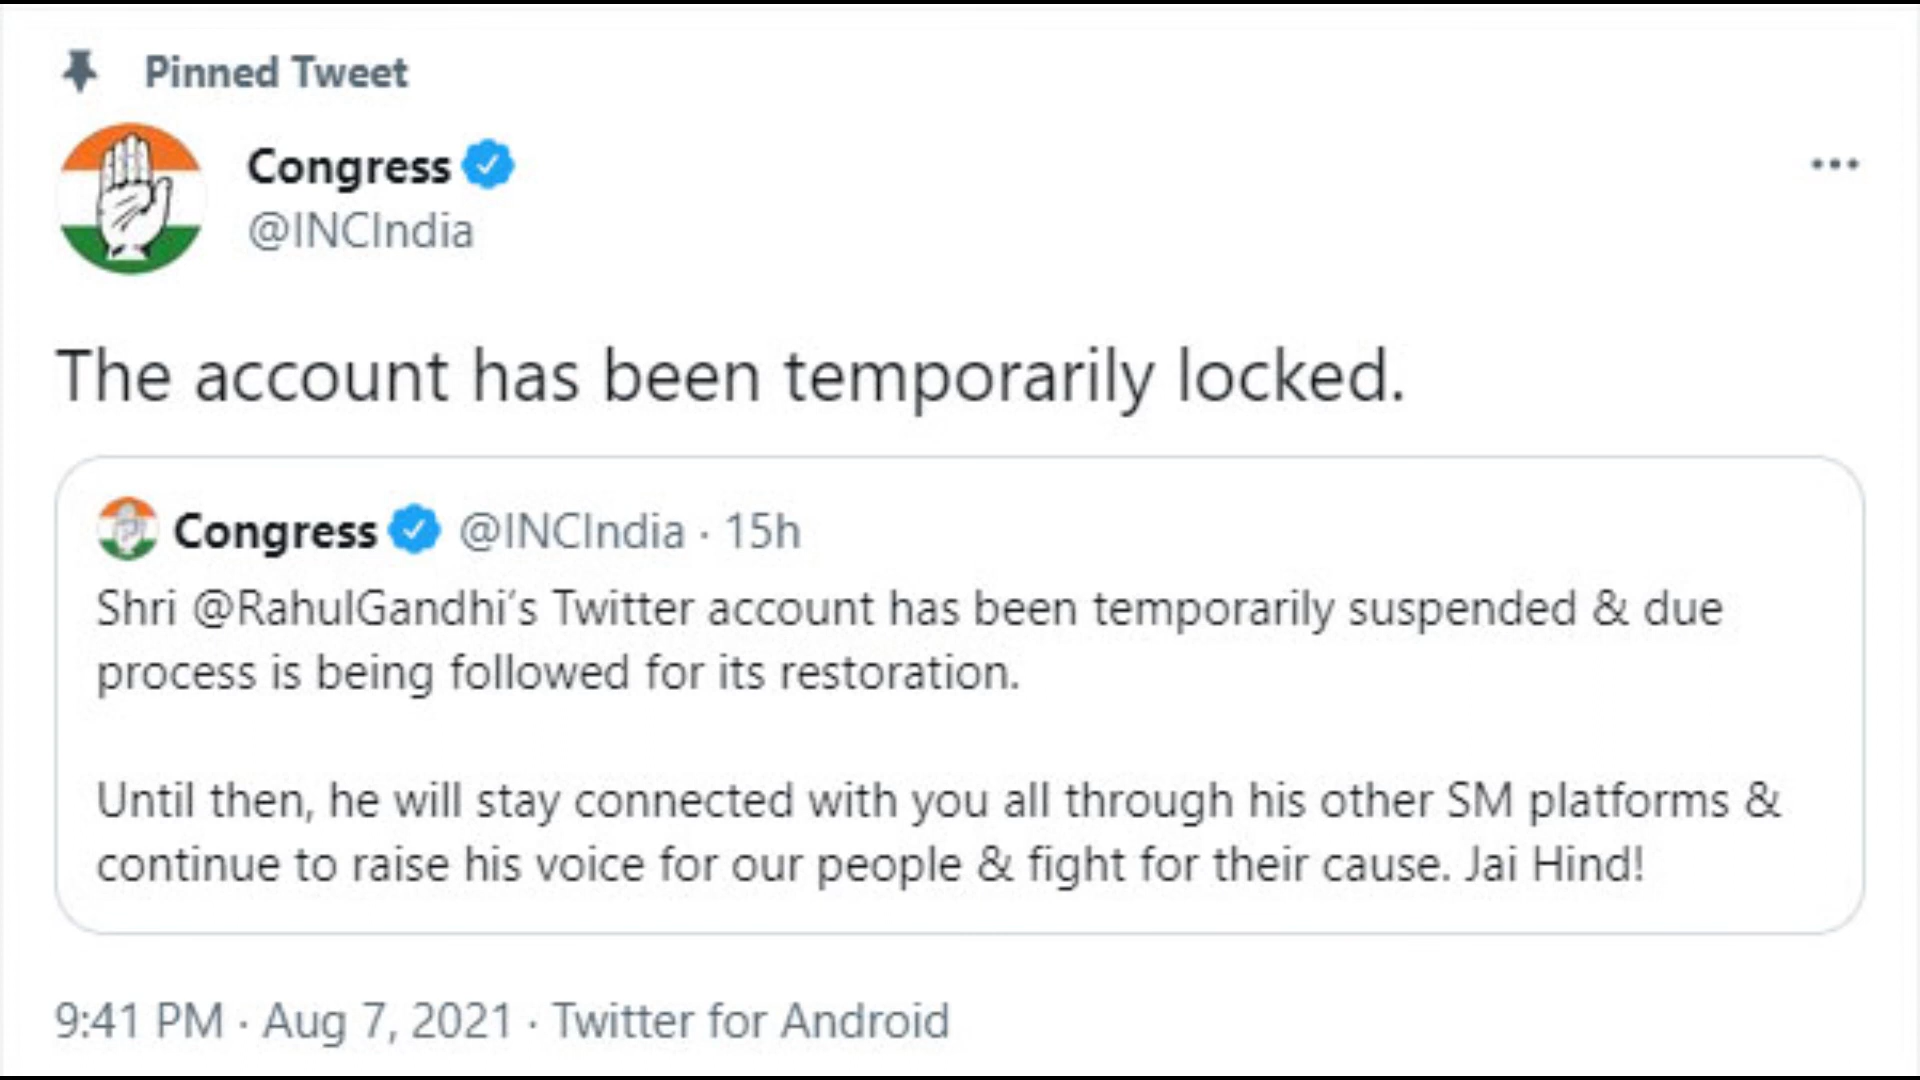 Pinned Tweet
Congress
@INCIndia
The account has been temporarily locked.
Congress @INCIndia · 15h
Shri @RahulGandhi’s Twitter account has been temporarily suspended & due
process is being followed for its restoration.
Until then, he will stay connected with you all through his other SM platforms &
continue to raise his voice for our people & fight for their cause. Jai Hind!
9:41 PM · Aug 7, 2021 · Twitter for Android